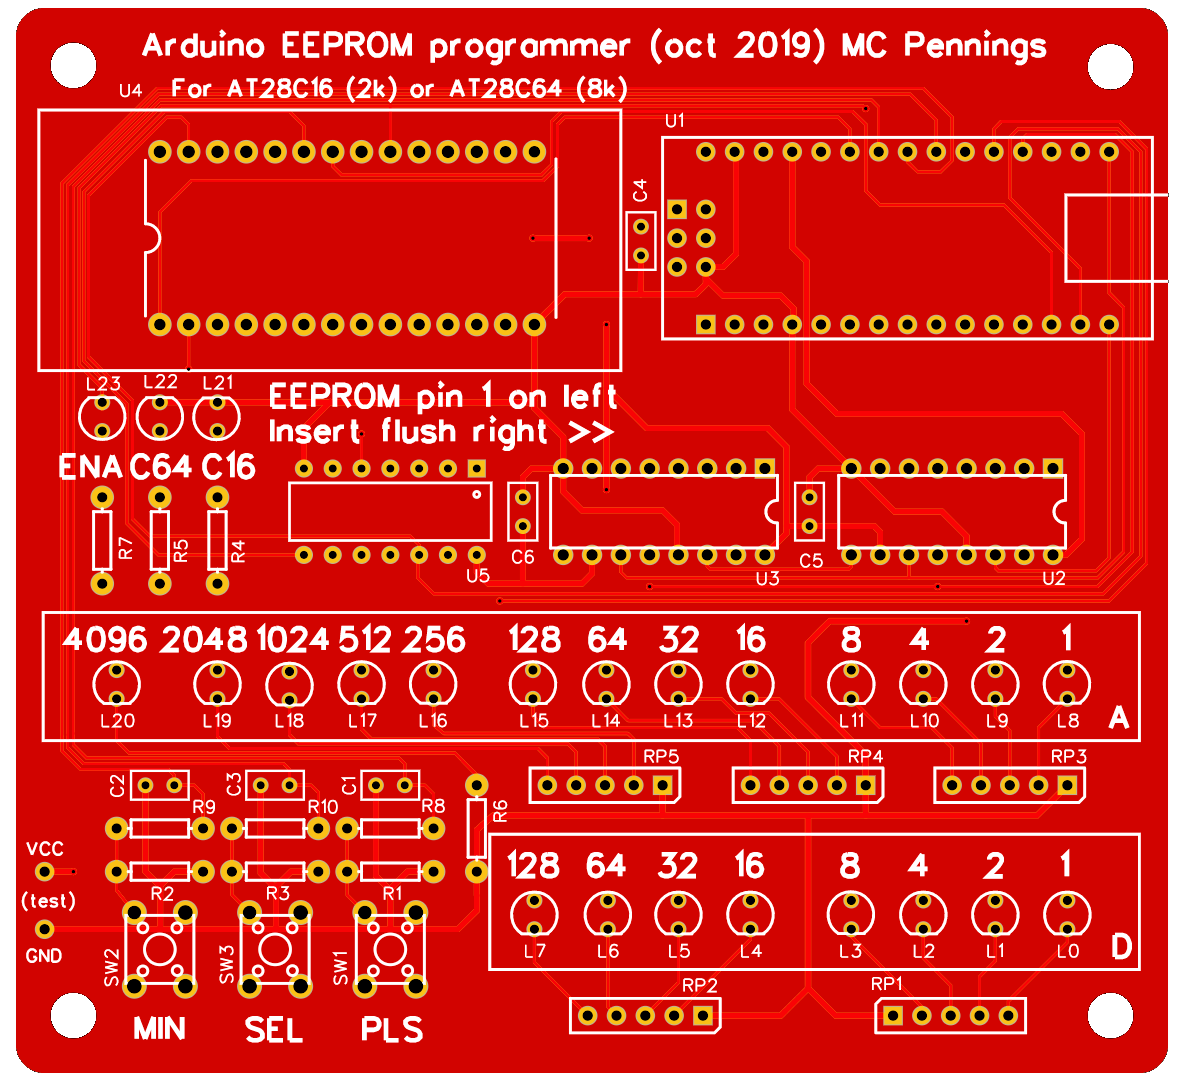 Arduino EEPROM programmer (oct 2019) MC Pennings
U4 For AT28C16 (2k) or AT28C64 (8k)
U1
C4
L23 L22 L21
EEPROM pin 1 on left
Insert flush right >>
ENA C64 C16
R7 R5 R4
U5 C6 U3 C5 U2
4096 2048 1024 512 256 128 64 32 16 8 4 2 1
L20 L19 L18 L17 L16 L15 L14 L13 L12 L11 L10 L9 L8
A
RP5 RP4 RP3
C2 C3 C1
R9 R10 R8 R6
VCC
(test)
GND
R2 R3 R1
128 64 32 16 8 4 2 1
L7 L6 L5 L4 L3 L2 L1 L0
D
SW2 SW3 SW1
RP2 RP1
MIN SEL PLS